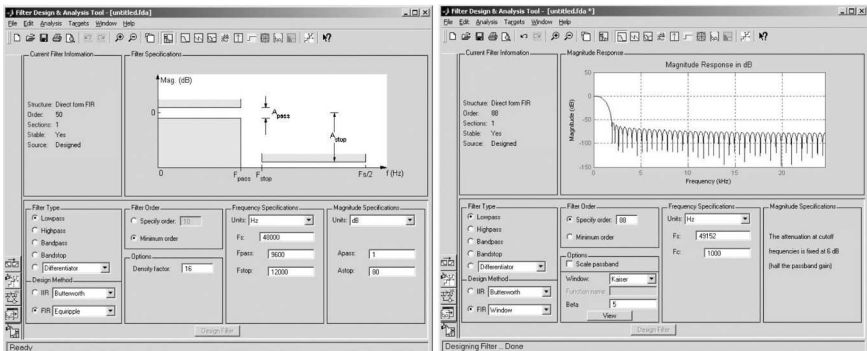 Filter Design & Analysis Tool - [untitled.fda]
File Edit Analysis Targets Window Help
Current Filter Information
Structure: Direct form FIR
Order: 50
Sections: 1
Stable: Yes
Source: Designed
Filter Specifications
Mag. (dB)
0
A pass
A stop
0 F pass F stop Fs/2 f (Hz)
Filter Type
Lowpass
Highpass
Bandpass
Bandstop
Differentiator
Design Method
IIR Butterworth
FIR Equiripple
Filter Order
Specify order: 10
Minimum order
Options
Density factor: 16
Frequency Specifications
Units: Hz
Fs: 48000
Fpass: 9600
Fstop: 12000
Magnitude Specifications
Units: dB
Apass: 1
Astop: 80
Design Filter
Ready
Filter Design & Analysis Tool - [untitled.fda *]
File Edit Analysis Targets Window Help
Current Filter Information
Structure: Direct form FIR
Order: 88
Sections: 1
Stable: Yes
Source: Designed
Magnitude Response
Magnitude Response in dB
Magnitude (dB)
50
0
-50
-100
-150
0 5 10 15 20
Frequency (kHz)
Filter Type
Lowpass
Highpass
Bandpass
Bandstop
Differentiator
Design Method
IIR Butterworth
FIR Window
Filter Order
Specify order: 88
Minimum order
Options
Scale passband
Window: Kaiser
Function name:
Beta 5
View
Frequency Specifications
Units: Hz
Fs: 49152
Fc: 1000
Magnitude Specifications
The attenuation at cutoff
frequencies is fixed at 6 dB
(half the passband gain)
Design Filter
Designing Filter ... Done